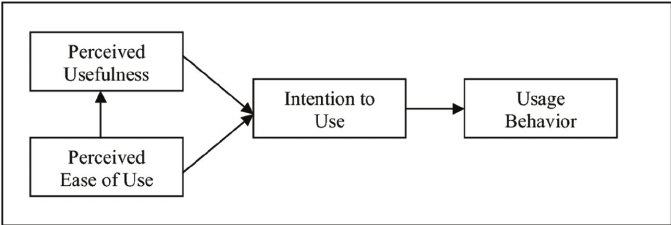 Perceived
Usefulness
Intention to
Use
Usage
Behavior
Perceived
Ease of Use